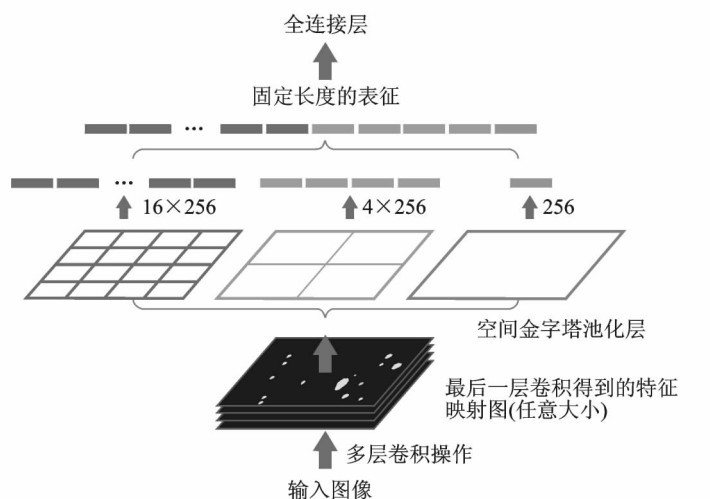 全连接层
固定长度的表征
...
...
16×256
4×256
256
空间金字塔池化层
最后一层卷积得到的特征
映射图(任意大小)
多层卷积操作
输入图像